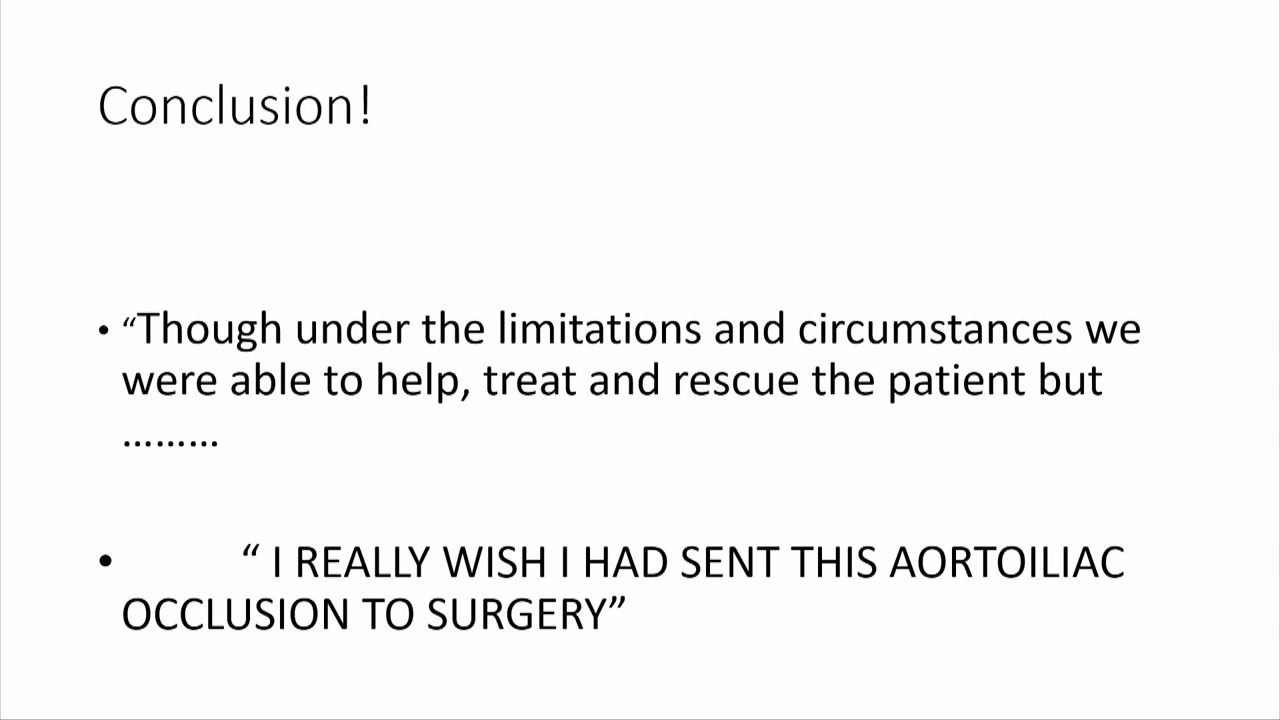 Conclusion!
• “Though under the limitations and circumstances we
were able to help, treat and rescue the patient but
………
• “ I REALLY WISH I HAD SENT THIS AORTOILIAC
OCCLUSION TO SURGERY”